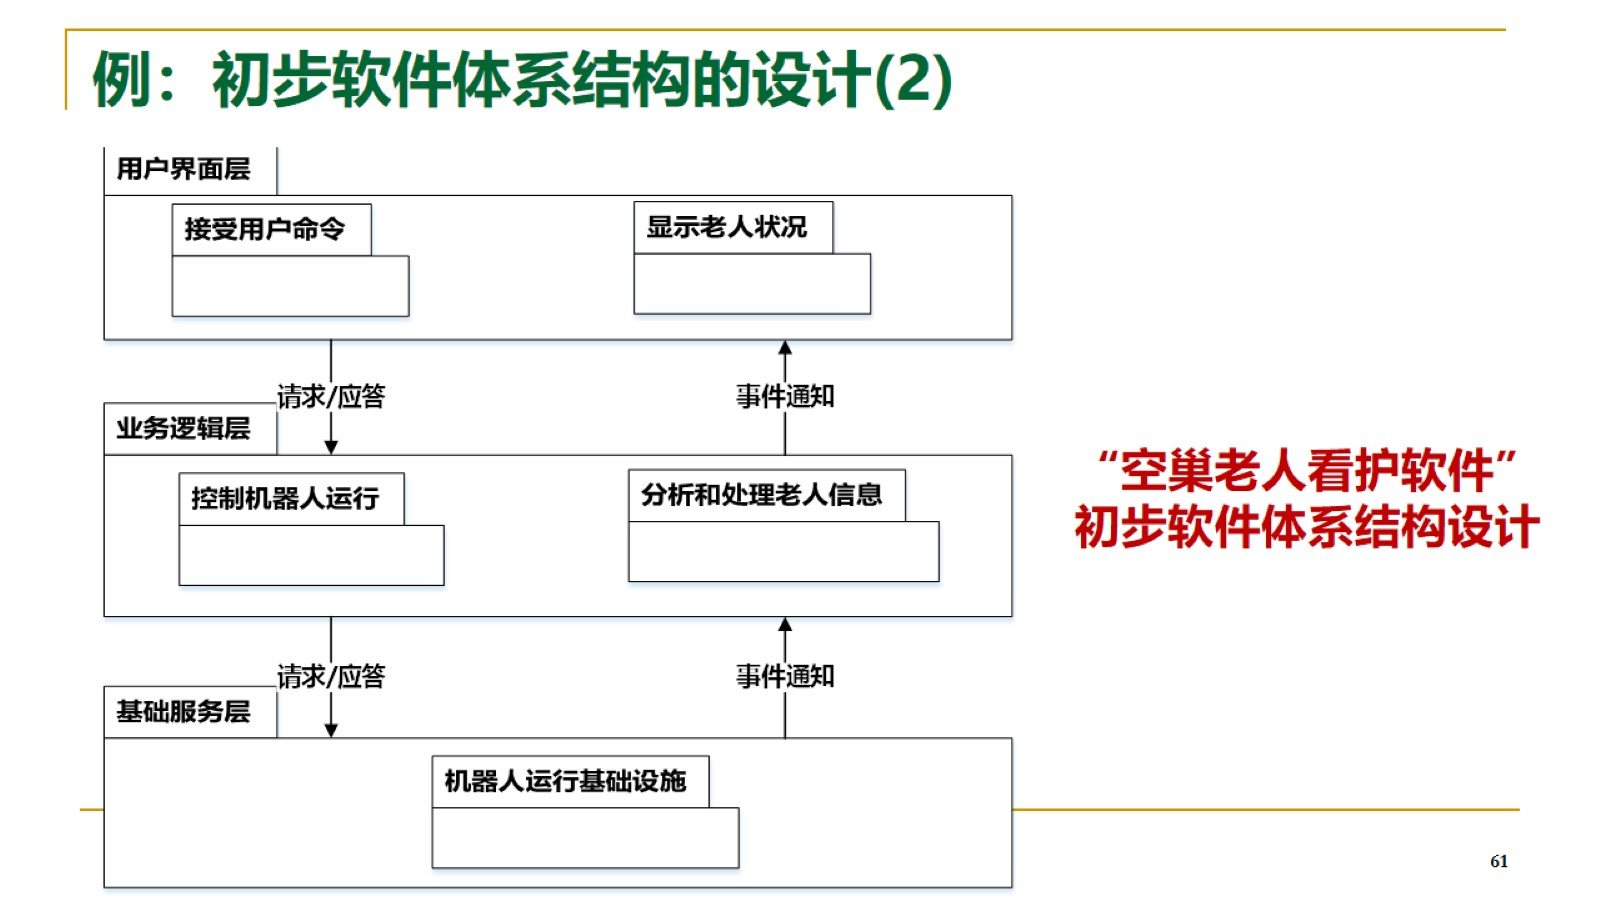 例：初步软件体系结构的设计(2)
用户界面层
接受用户命令
显示老人状况
请求/应答
事件通知
业务逻辑层
控制机器人运行
分析和处理老人信息
“空巢老人看护软件”
初步软件体系结构设计
请求/应答
事件通知
基础服务层
机器人运行基础设施
61